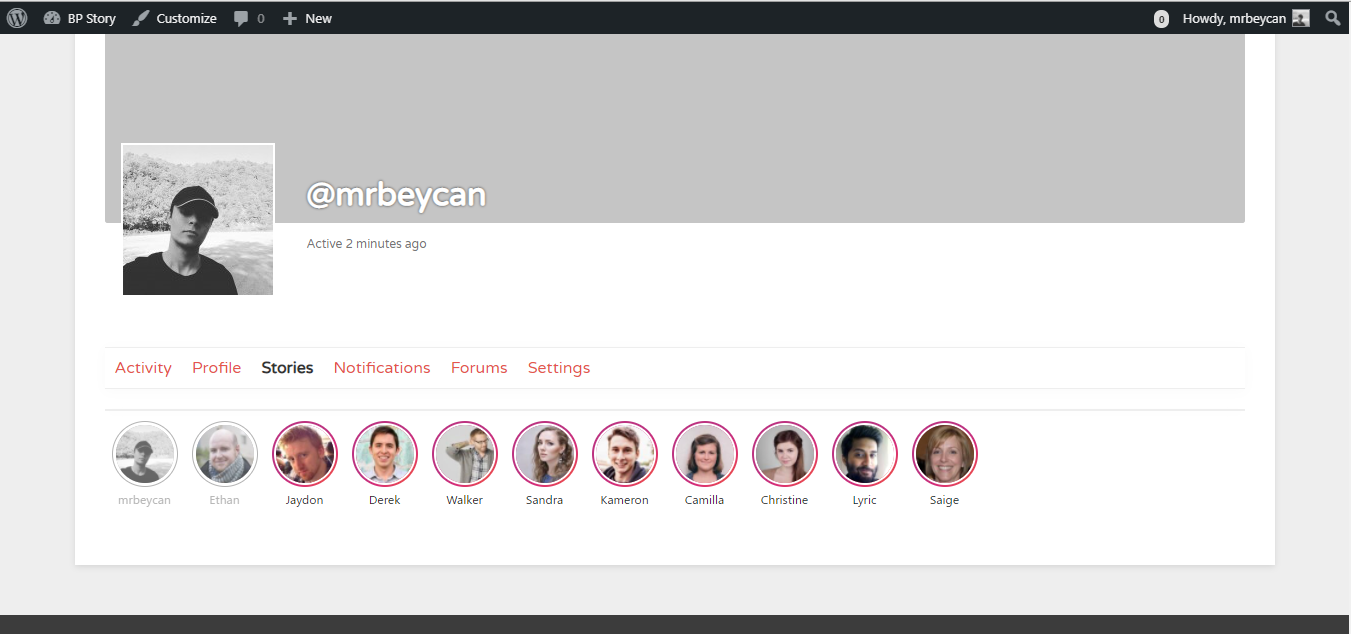 BP Story Customize 0 New 0 Howdy, mrbeycan
@mrbeycan
Active 2 minutes ago
Activity Profile Stories Notifications Forums Settings
mrbeycan Ethan Jaydon Derek Walker Sandra Kameron Camilla Christine Lyric Saige